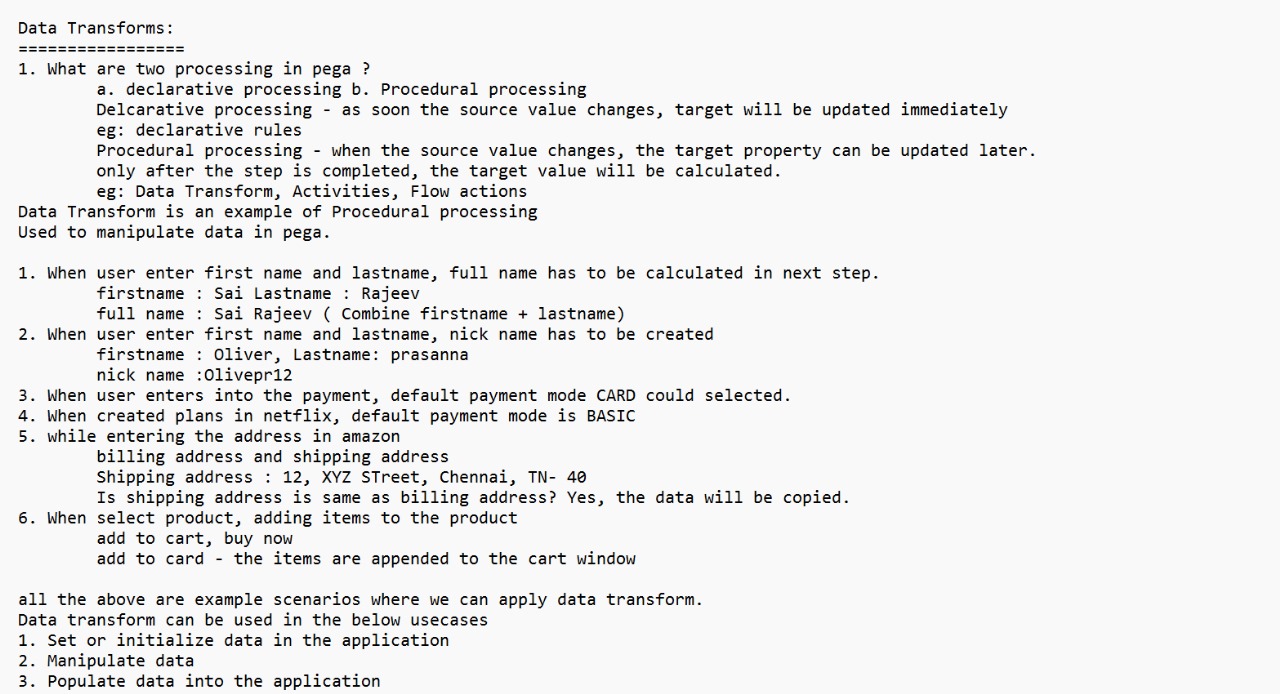 Data Transforms:
=================
1. What are two processing in pega ?
a. declarative processing b. Procedural processing
Delcarative processing - as soon the source value changes, target will be updated immediately
eg: declarative rules
Procedural processing - when the source value changes, the target property can be updated later.
only after the step is completed, the target value will be calculated.
eg: Data Transform, Activities, Flow actions
Data Transform is an example of Procedural processing
Used to manipulate data in pega.
1. When user enter first name and lastname, full name has to be calculated in next step.
firstname : Sai Lastname : Rajeev
full name : Sai Rajeev ( Combine firstname + lastname)
2. When user enter first name and lastname, nick name has to be created
firstname : Oliver, Lastname: prasanna
nick name :Olivepr12
3. When user enters into the payment, default payment mode CARD could selected.
4. When created plans in netflix, default payment mode is BASIC
5. while entering the address in amazon
billing address and shipping address
Shipping address : 12, XYZ STreet, Chennai, TN- 40
Is shipping address is same as billing address? Yes, the data will be copied.
6. When select product, adding items to the product
add to cart, buy now
add to card - the items are appended to the cart window
all the above are example scenarios where we can apply data transform.
Data transform can be used in the below usecases
1. Set or initialize data in the application
2. Manipulate data
3. Populate data into the application